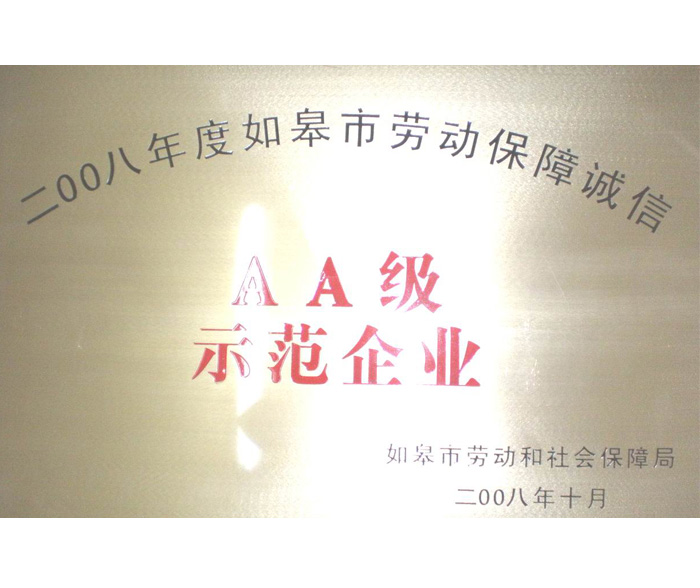 二00八年度如皋市劳动保障诚信
AA级
示范企业
如皋市劳动和社会保障局
二00八年十月